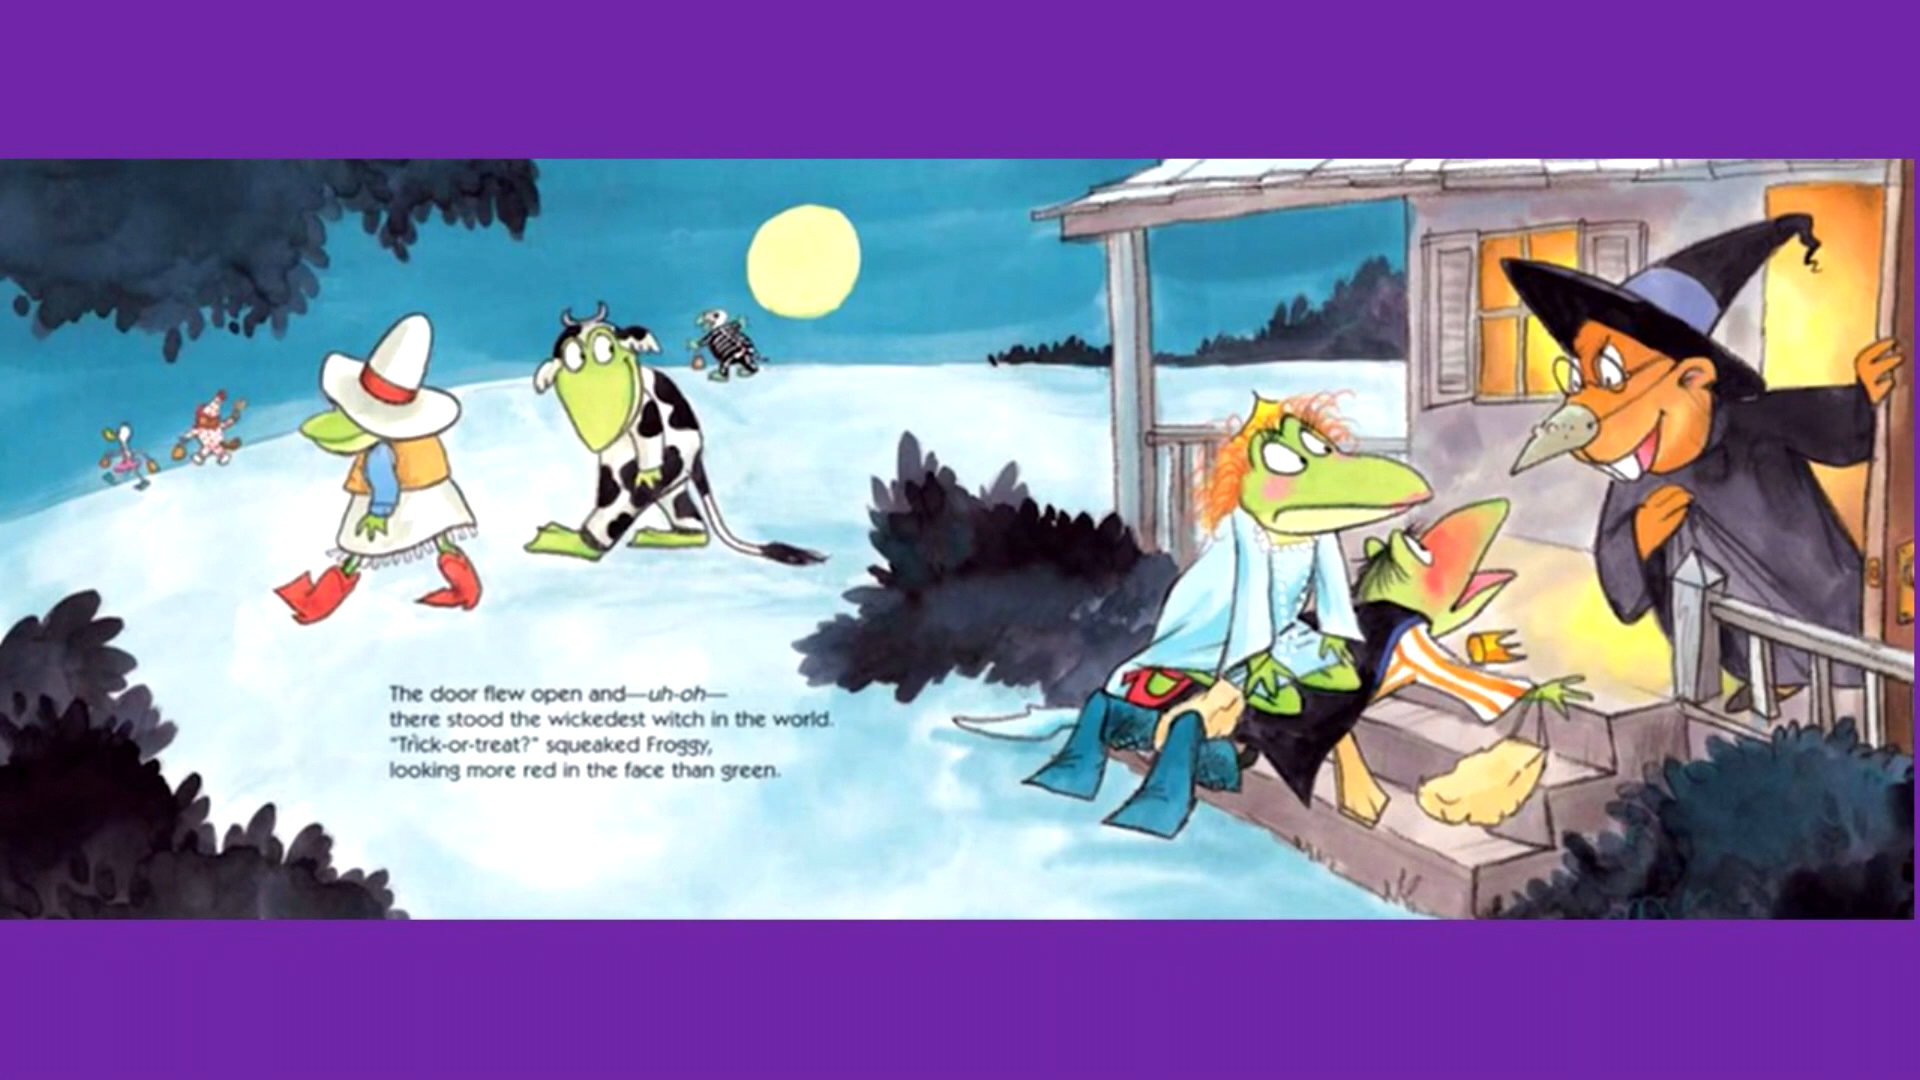 The door flew open and—uh-oh—
there stood the wickedest witch in the world.
"Trick-or-treat?" squeaked Froggy,
looking more red in the face than green.